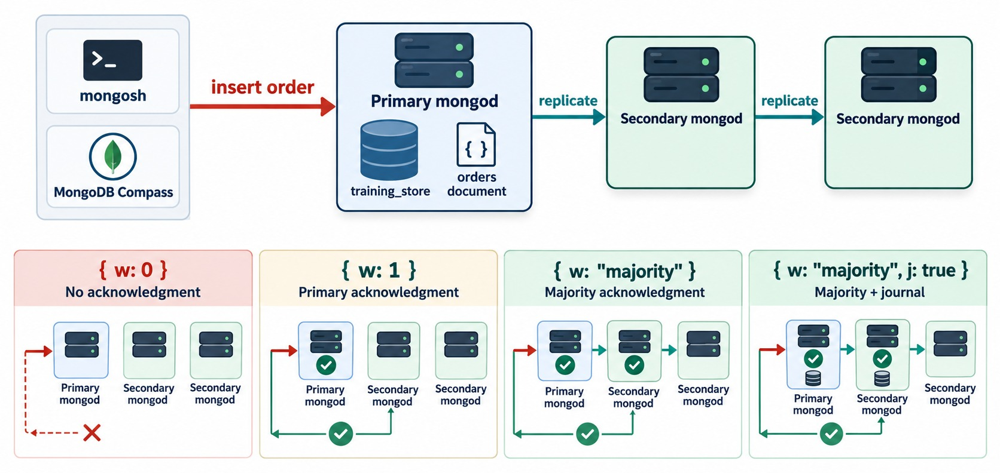 >_
mongosh
MongoDB Compass
insert order
Primary mongod
training_store
{ }
orders
document
replicate
Secondary mongod
replicate
Secondary mongod
{ w: 0 }
No acknowledgment
Primary
mongod
Secondary
mongod
Secondary
mongod
{ w: 1 }
Primary acknowledgment
Primary
mongod
Secondary
mongod
Secondary
mongod
{ w: "majority" }
Majority acknowledgment
Primary
mongod
Secondary
mongod
Secondary
mongod
{ w: "majority", j: true }
Majority + journal
Primary
mongod
Secondary
mongod
Secondary
mongod